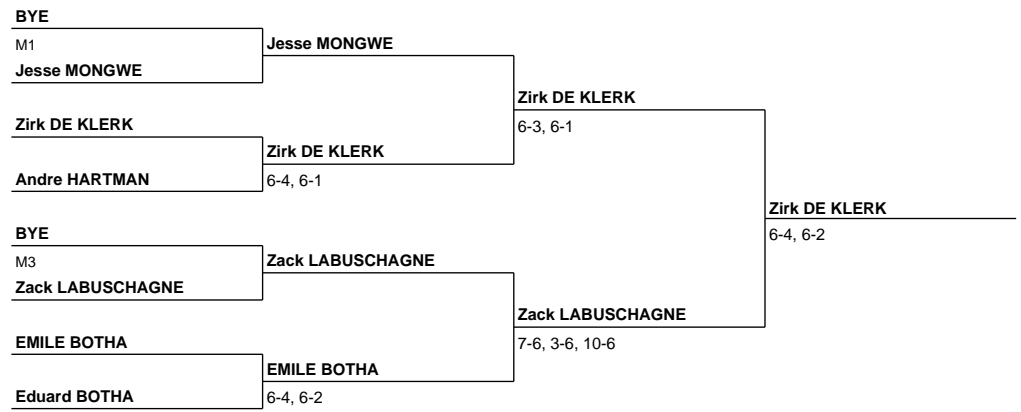 BYE
M1
Jesse MONGWE
Jesse MONGWE
Zirk DE KLERK
6-3, 6-1
Zirk DE KLERK
Zirk DE KLERK
6-4, 6-1
Andre HARTMAN
Zirk DE KLERK
6-4, 6-2
BYE
M3
Zack LABUSCHAGNE
Zack LABUSCHAGNE
Zack LABUSCHAGNE
7-6, 3-6, 10-6
EMILE BOTHA
EMILE BOTHA
6-4, 6-2
Eduard BOTHA